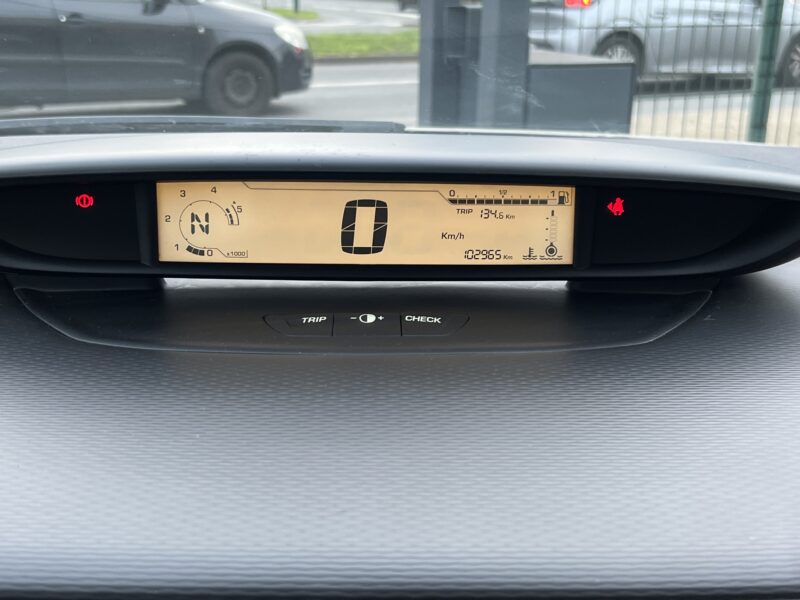 3 4 5
2 N
1 0 x1000
0
Km/h
0 1/2 1
TRIP 134.6 Km
102965 Km
TRIP - + CHECK